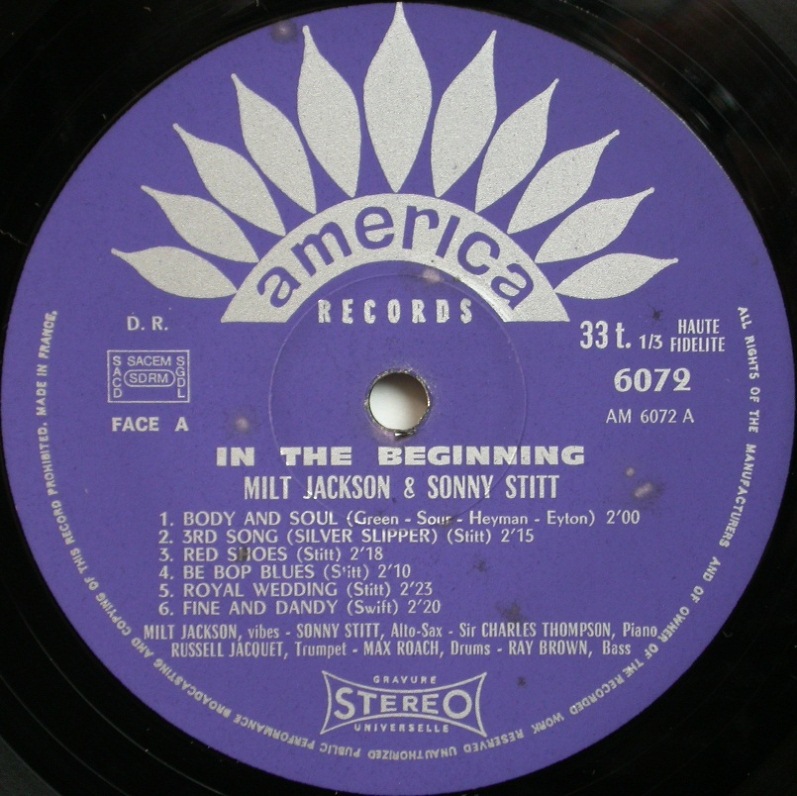 america
RECORDS
D. R.
SACEM
SACD
SDRM
SGDL
FACE A
33 t. 1/3 HAUTE FIDELITE
6072
AM 6072 A
IN THE BEGINNING
MILT JACKSON & SONNY STITT
1. BODY AND SOUL (Green - Sour - Heyman - Eyton) 2'00
2. 3RD SONG (SILVER SLIPPER) (Stitt) 2'15
3. RED SHOES (Stitt) 2'18
4. BE BOP BLUES (Stitt) 2'10
5. ROYAL WEDDING (Stitt) 2'23
6. FINE AND DANDY (Swift) 2'20
MILT JACKSON, vibes - SONNY STITT, Alto-Sax - Sir CHARLES THOMPSON, Piano,
RUSSELL JACQUET, Trumpet - MAX ROACH, Drums - RAY BROWN, Bass
GRAVURE
STEREO
UNIVERSELLE
ALL RIGHTS OF THE MANUFACTURERS AND OF OWNER OF THE RECORDED WORK RESERVED UNAUTHORIZED PUBLIC PERFORMANCE BROADCASTING AND COPYING OF THIS RECORD PROHIBITED. MADE IN FRANCE.